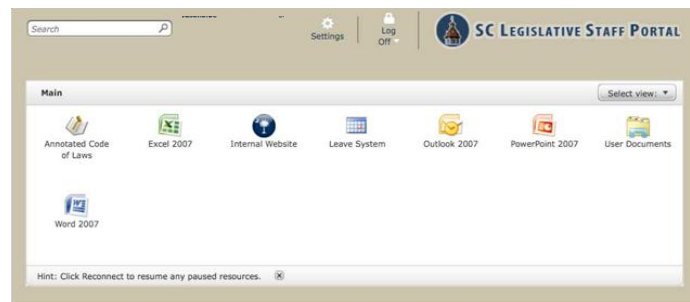 Search
Settings
Log
Off
SC LEGISLATIVE STAFF PORTAL
Main
Select view:
Annotated Code
of Laws
Excel 2007
Internal Website
Leave System
Outlook 2007
PowerPoint 2007
User Documents
Word 2007
Hint: Click Reconnect to resume any paused resources.